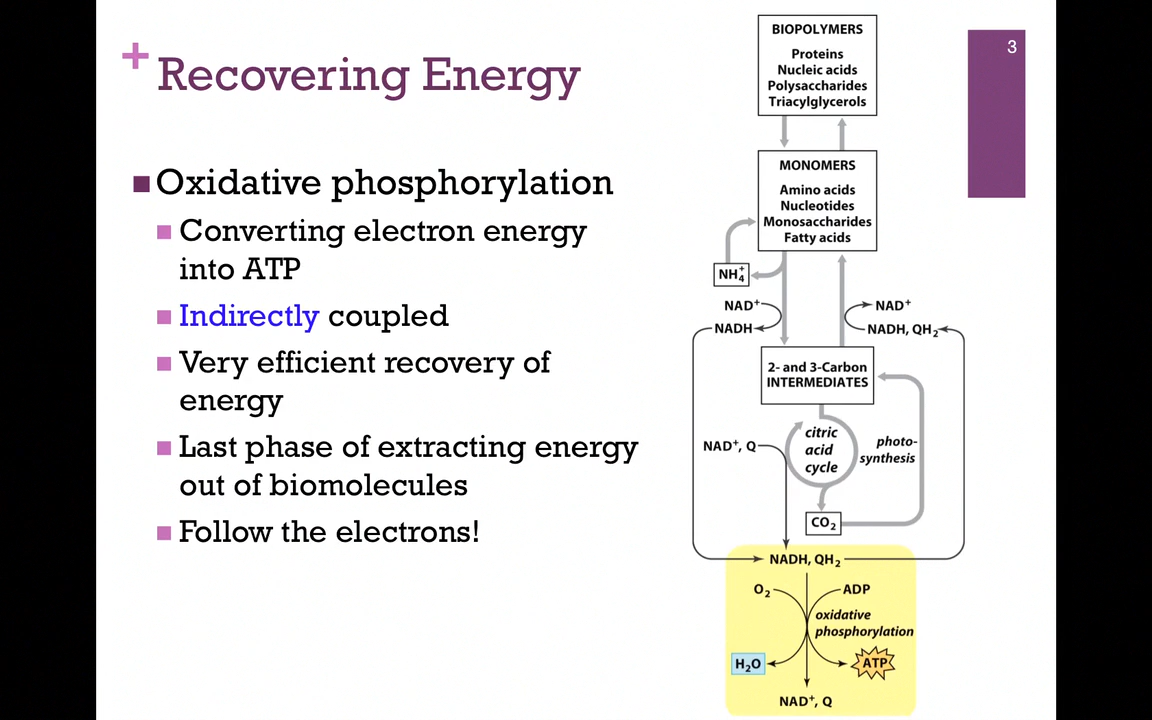 + Recovering Energy
Oxidative phosphorylation
Converting electron energy
into ATP
Indirectly coupled
Very efficient recovery of
energy
Last phase of extracting energy
out of biomolecules
Follow the electrons!
3
BIOPOLYMERS
Proteins
Nucleic acids
Polysaccharides
Triacylglycerols
MONOMERS
Amino acids
Nucleotides
Monosaccharides
Fatty acids
NH₄⁺
NAD⁺
NADH
NAD⁺
NADH, QH₂
2- and 3-Carbon
INTERMEDIATES
citric
acid
cycle
NAD⁺, Q
photo-
synthesis
CO₂
NADH, QH₂
O₂
ADP
oxidative
phosphorylation
H₂O
ATP
NAD⁺, Q